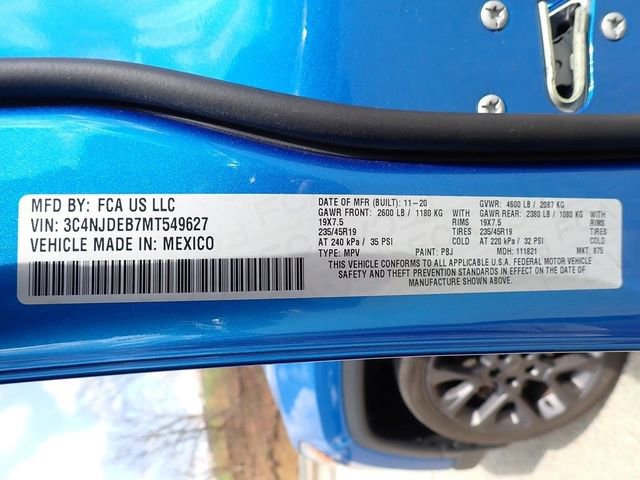 MFD BY: FCA US LLC
VIN: 3C4NJDEB7MT549627
VEHICLE MADE IN: MEXICO
DATE OF MFR (BUILT): 11-20 GVWR: 4600 LB / 2087 KG
GAWR FRONT: 2600 LB / 1180 KG WITH 3CAWR REAR: 2380 LB / 1080 KG WITH
19X7.5 RIMS 19X7.5 RIMS
235/45R19 TIRES 235/45R19 TIRES
AT 240 kPa / 35 PSI COLD AT 220 kPa / 32 PSI COLD
TYPE: MPV PAINT: PBJ MDH: 111821 MKT: 875
THIS VEHICLE CONFORMS TO ALL APPLICABLE U.S.A. FEDERAL MOTOR VEHICLE
SAFETY AND THEFT PREVENTION STANDARDS IN EFFECT ON THE DATE OF
MANUFACTURE SHOWN ABOVE.